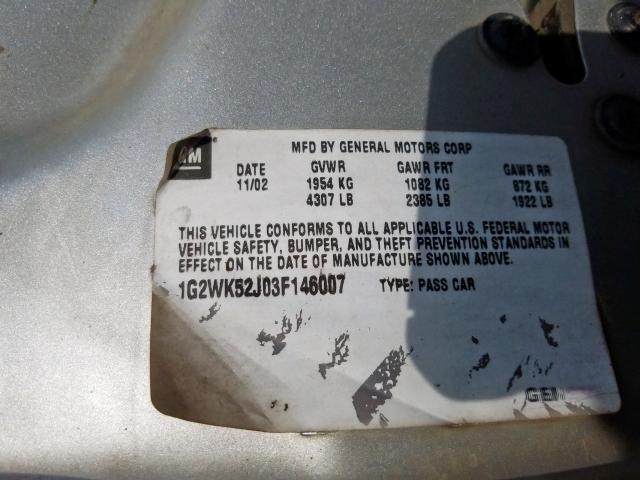 GM
MFD BY GENERAL MOTORS CORP
DATE GVWR GAWR FRT GAWR RR
11/02 1954 KG 1082 KG 872 KG
4307 LB 2385 LB 1922 LB
THIS VEHICLE CONFORMS TO ALL APPLICABLE U.S. FEDERAL MOTOR
VEHICLE SAFETY, BUMPER, AND THEFT PREVENTION STANDARDS IN
EFFECT ON THE DATE OF MANUFACTURE SHOWN ABOVE.
1G2WK52J03F146007 TYPE: PASS CAR